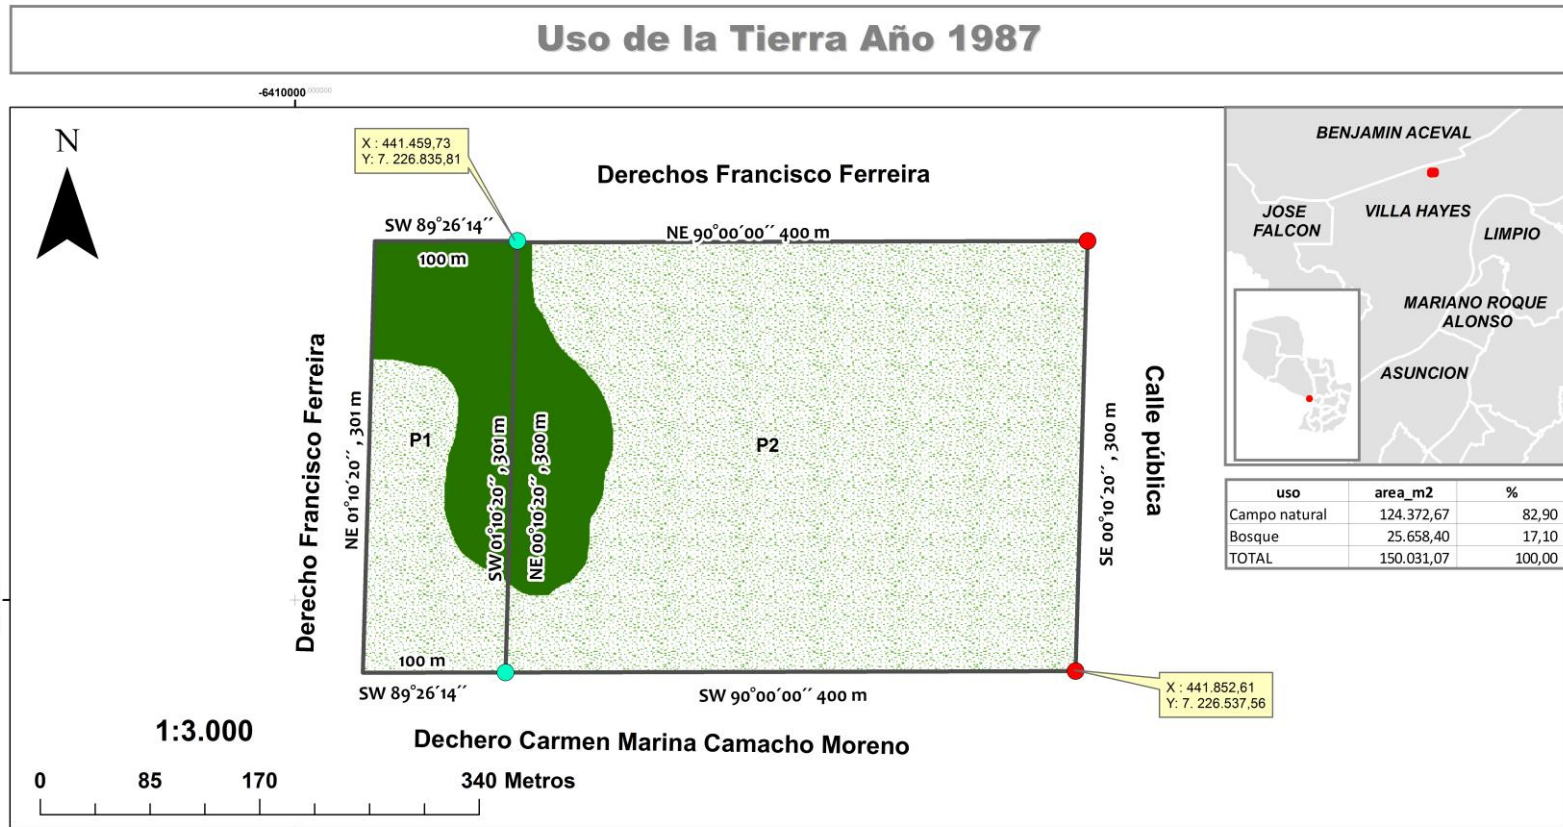 Uso de la Tierra Año 1987
-6410000.000000
N
X : 441.459,73
Y: 7. 226.835,81
Derechos Francisco Ferreira
SW 89°26´14´´
NE 90°00´00´´ 400 m
100 m
Derecho Francisco Ferreira
NE 01°10´20´´ , 301 m
P1
SW 01°10´20´´ ,301 m
NE 00°10´20´´ , 300 m
P2
SE 00°10´20´´ , 300 m
Calle pública
100 m
SW 89°26´14´´
SW 90°00´00´´ 400 m
X : 441.852,61
Y: 7. 226.537,56
Dechero Carmen Marina Camacho Moreno
1:3.000
0 85 170 340 Metros
BENJAMIN ACEVAL
JOSE
FALCON
VILLA HAYES
LIMPIO
MARIANO ROQUE
ALONSO
ASUNCION
uso area_m2 %
Campo natural 124.372,67 82,90
Bosque 25.658,40 17,10
TOTAL 150.031,07 100,00